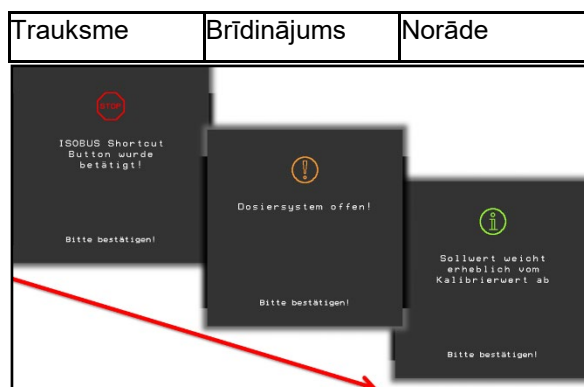 Trauksme Brīdinājums Norāde
STOP
ISOBUS Shortcut
Button wurde
betätigt!
Bitte bestätigen!
Dosiersystem offen!
Bitte bestätigen!
Sollwert weicht
erheblich vom
Kalibrierwert ab
Bitte bestätigen!